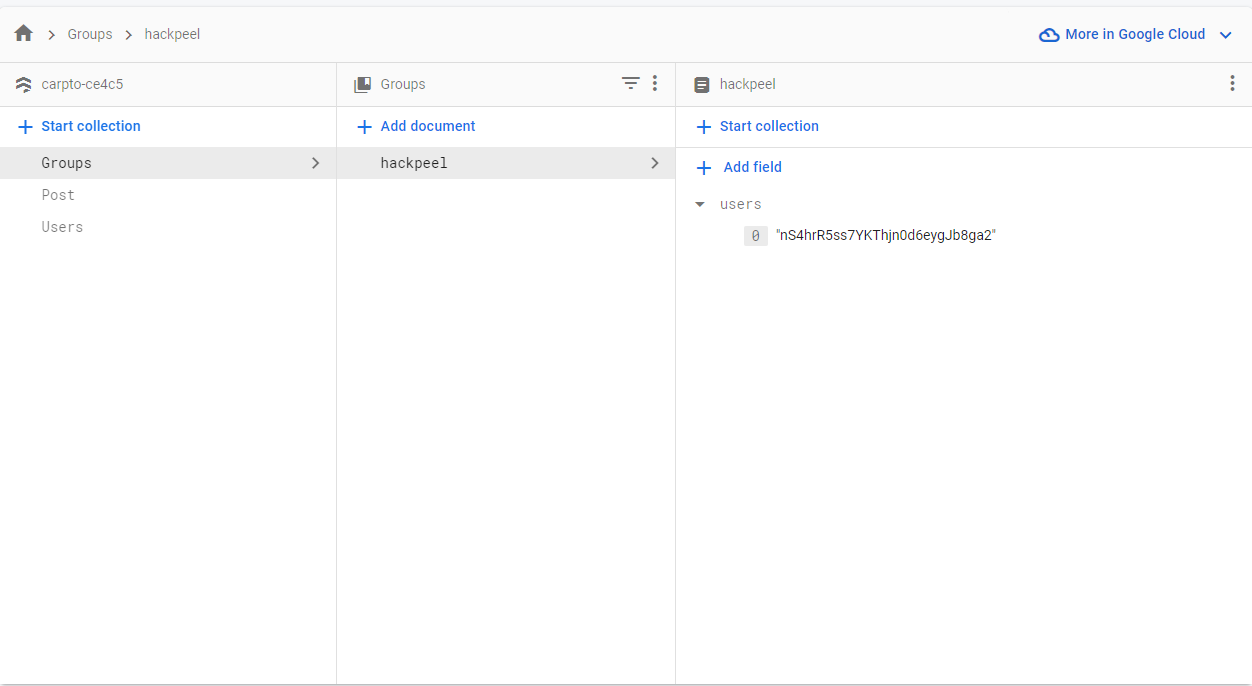 Groups hackpeel More in Google Cloud
carpto-ce4c5 Groups hackpeel
Start collection Add document Start collection
Groups hackpeel Add field
Post users
Users 0 "nS4hrR5ss7YKThjn0d6eygJb8ga2"